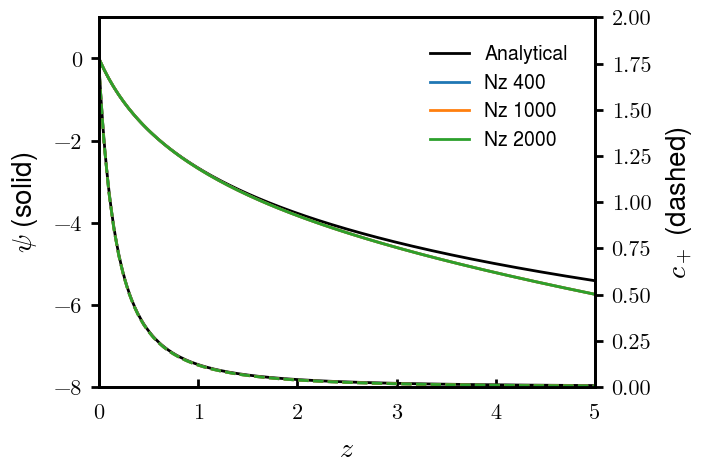 Analytical
Nz 400
Nz 1000
Nz 2000
ψ (solid)
0
−2
−4
−6
−8
2.00
1.75
1.50
1.25
1.00
0.75
0.50
0.25
0.00
c₊ (dashed)
0 1 2 3 4 5
z